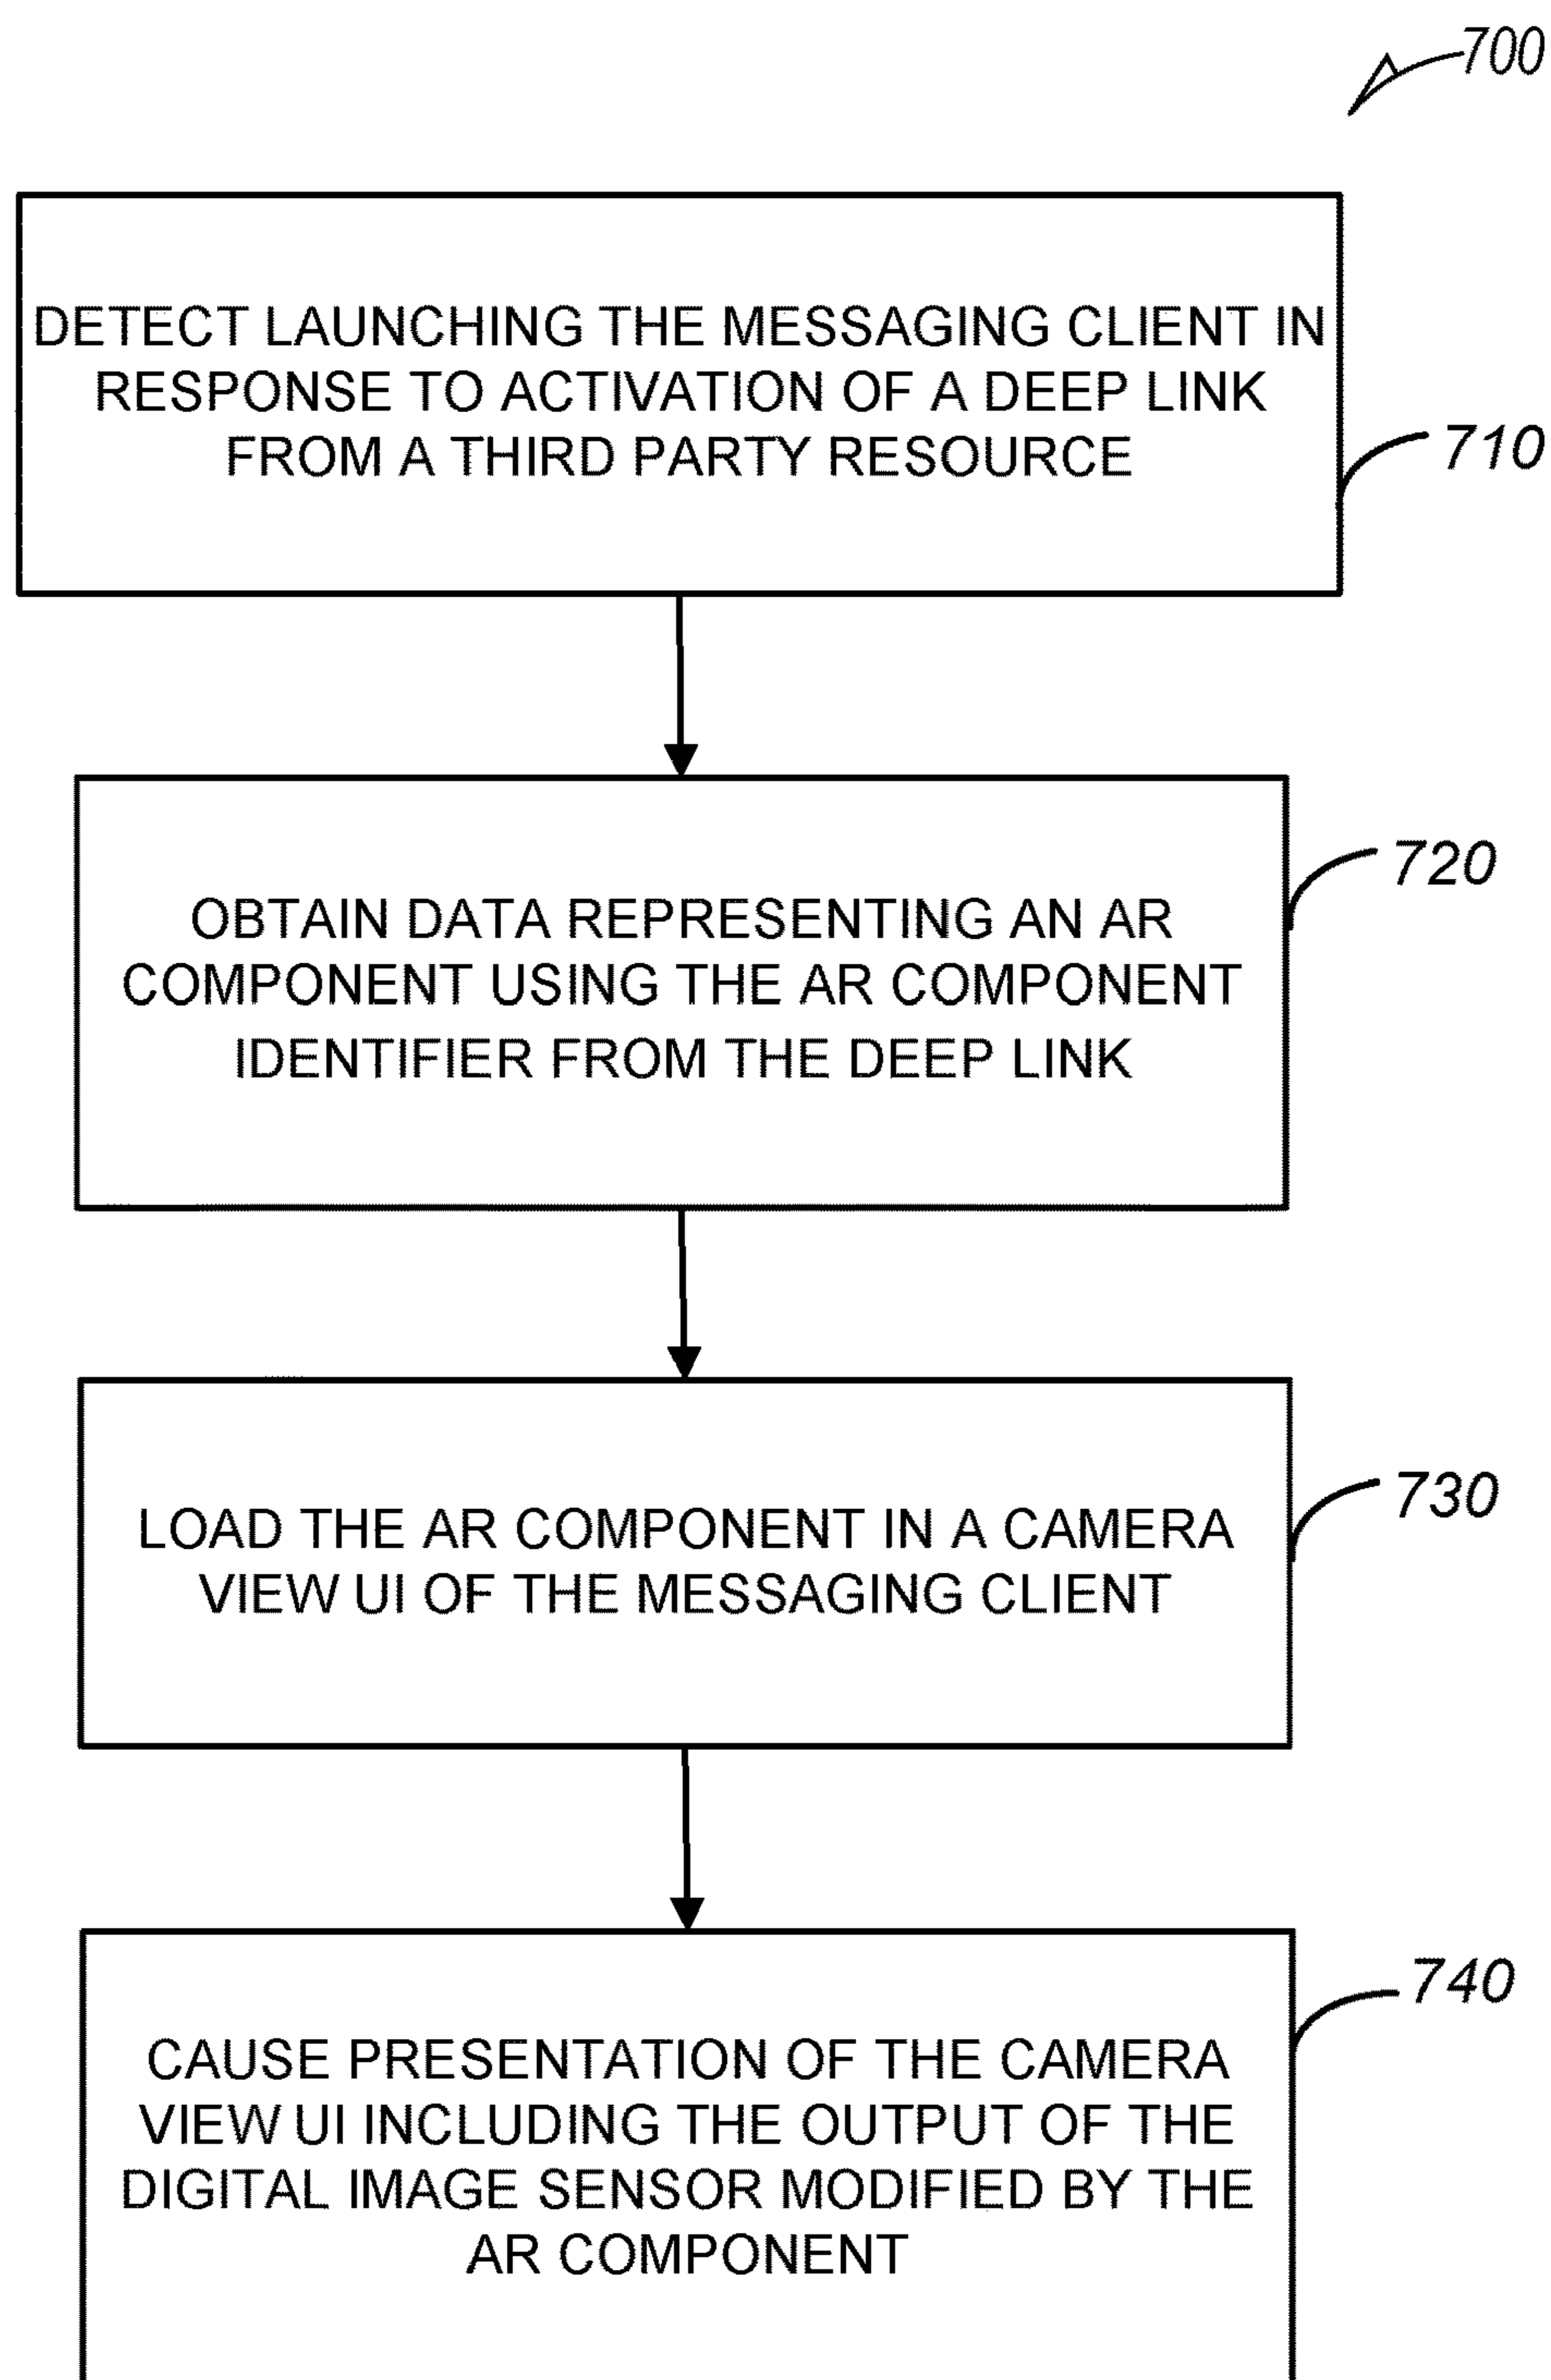 700
DETECT LAUNCHING THE MESSAGING CLIENT IN
RESPONSE TO ACTIVATION OF A DEEP LINK
FROM A THIRD PARTY RESOURCE
710
720
OBTAIN DATA REPRESENTING AN AR
COMPONENT USING THE AR COMPONENT
IDENTIFIER FROM THE DEEP LINK
730
LOAD THE AR COMPONENT IN A CAMERA
VIEW UI OF THE MESSAGING CLIENT
740
CAUSE PRESENTATION OF THE CAMERA
VIEW UI INCLUDING THE OUTPUT OF THE
DIGITAL IMAGE SENSOR MODIFIED BY THE
AR COMPONENT